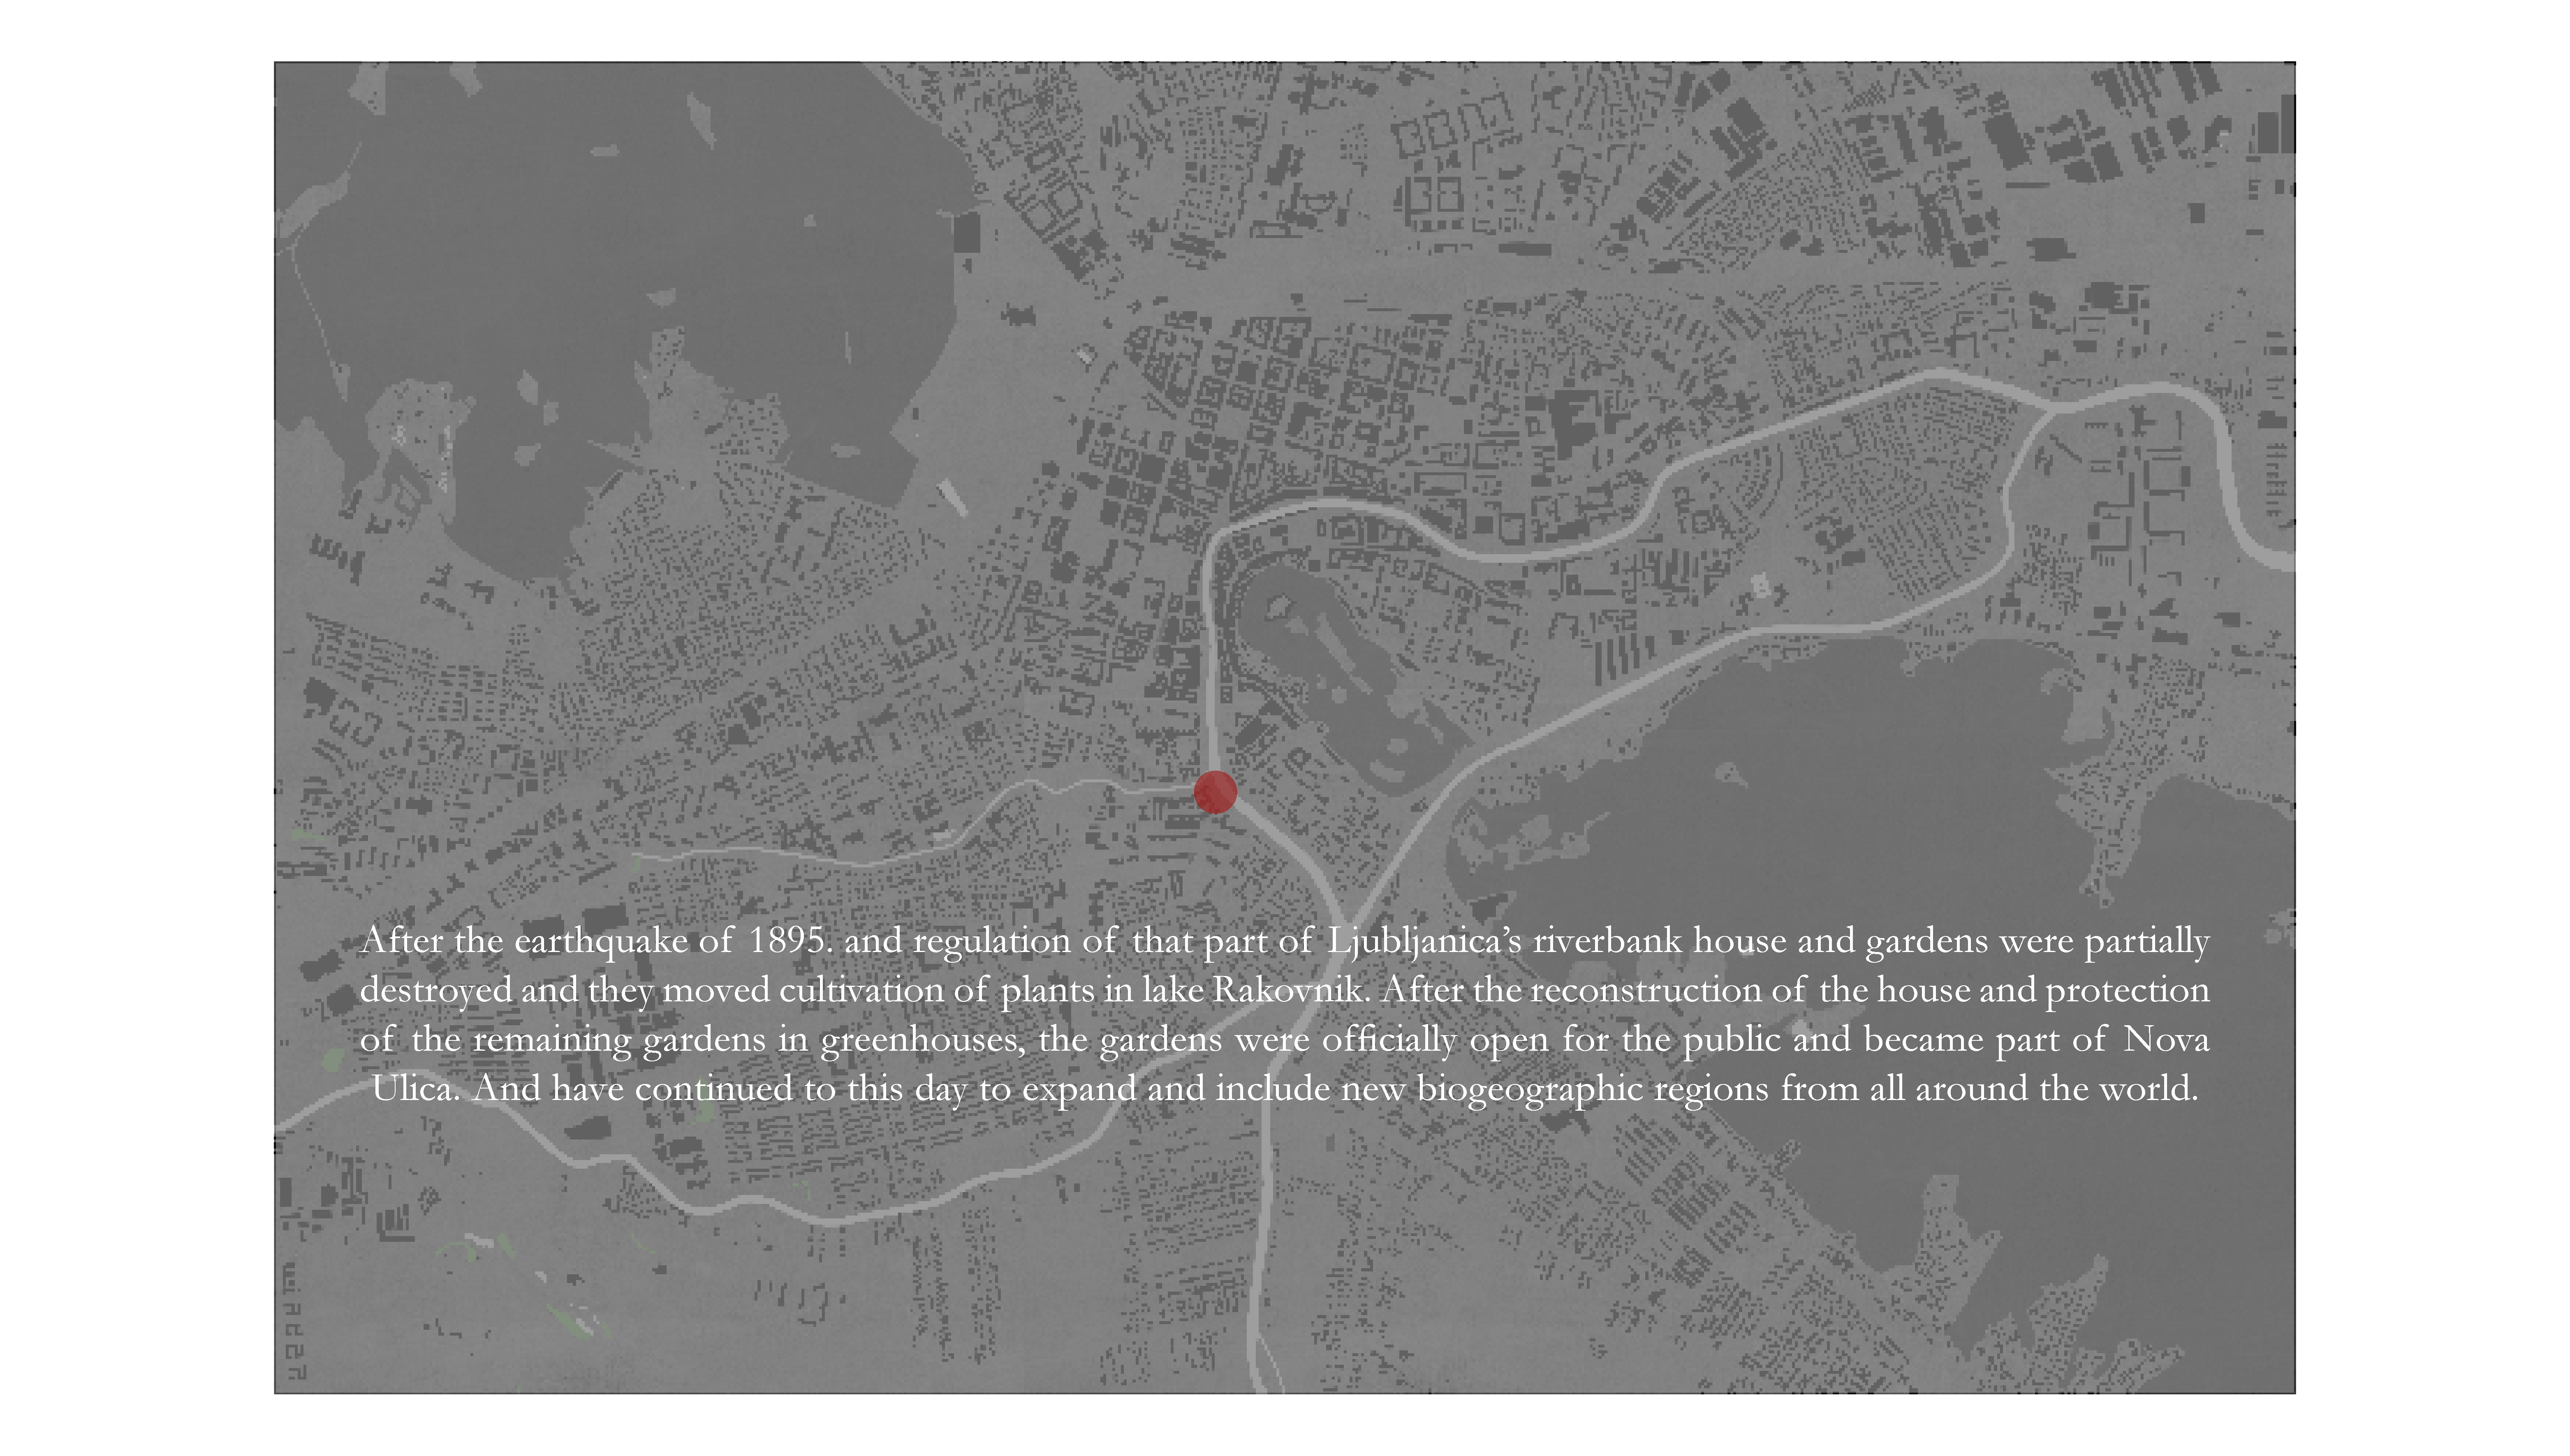 After the earthquake of 1895. and regulation of that part of Ljubljanica’s riverbank house and gardens were partially
destroyed and they moved cultivation of plants in lake Rakovnik. After the reconstruction of the house and protection
of the remaining gardens in greenhouses, the gardens were officially open for the public and became part of Nova
Ulica. And have continued to this day to expand and include new biogeographic regions from all around the world.